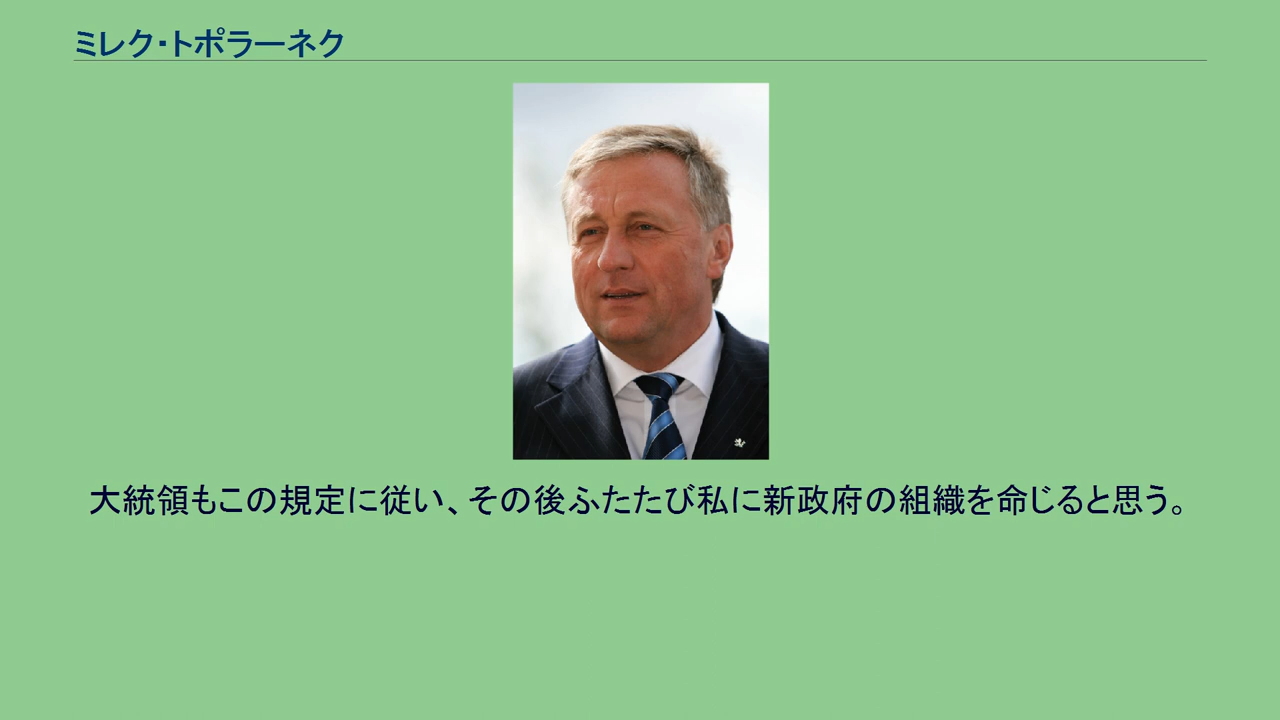 ミレク・トポラーネク
大統領もこの規定に従い、その後ふたたび私に新政府の組織を命じると思う。